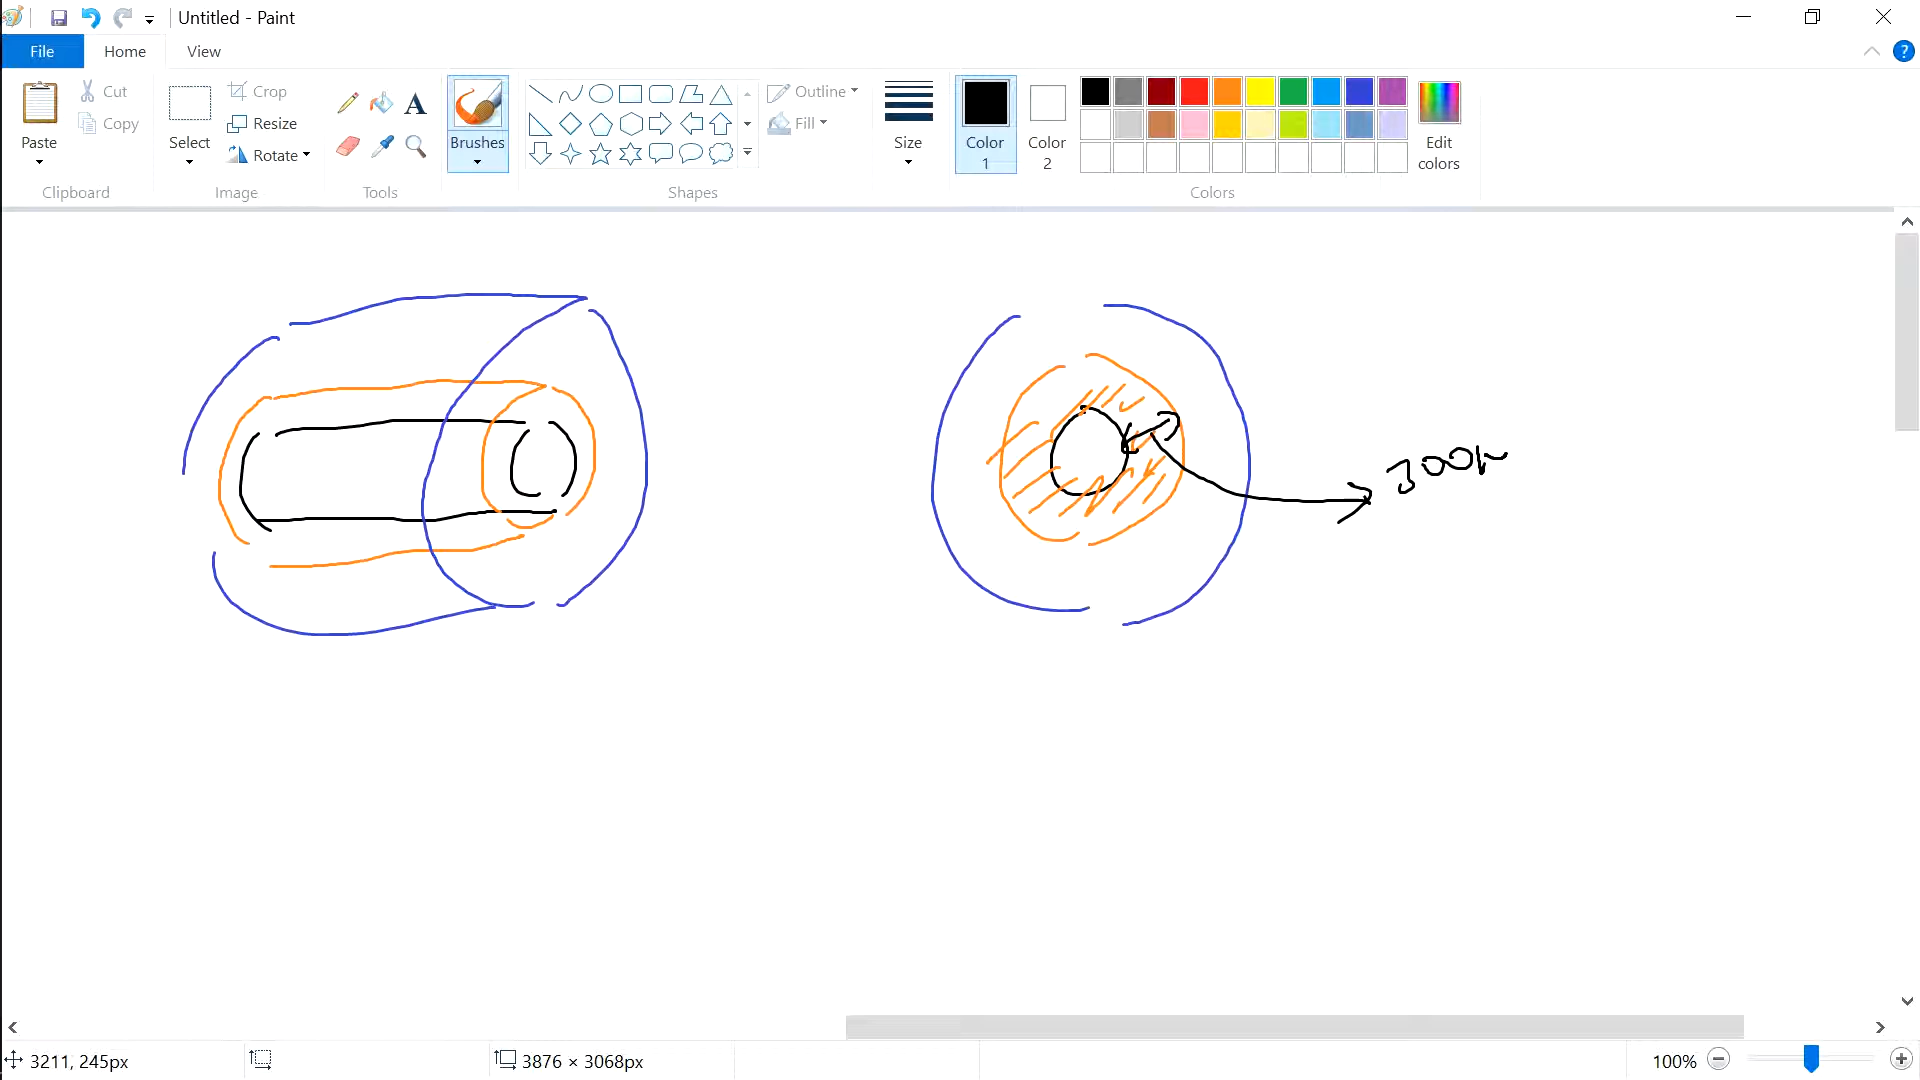 Untitled - Paint
File
Home
View
?
Paste
Cut
Copy
Clipboard
Select
Crop
Resize
Rotate
Image
A
Tools
Brushes
Shapes
Outline
Fill
Size
Color
1
Color
2
Edit
colors
Colors
300μ
3211, 245px
3876 × 3068px
100%